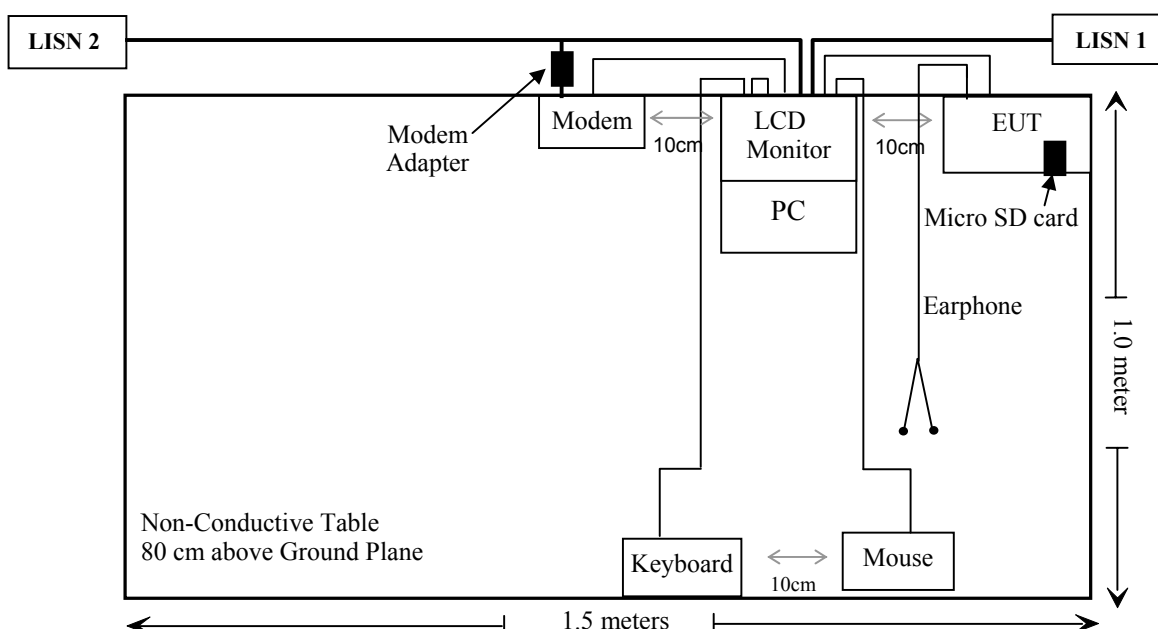 LISN 2
LISN 1
Modem
Adapter
Modem
10cm
LCD
Monitor
10cm
EUT
PC
Micro SD card
Earphone
1.0 meter
Non-Conductive Table
80 cm above Ground Plane
Keyboard
10cm
Mouse
1.5 meters